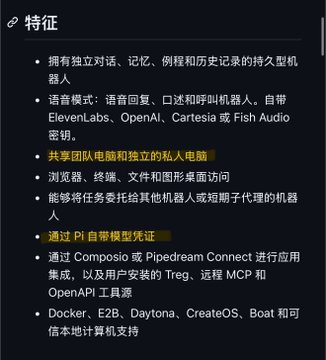 特征
拥有独立对话、记忆、例程和历史记录的持久型机
器人
语音模式：语音回复、口述和呼叫机器人。自带
ElevenLabs、OpenAI、Cartesia 或 Fish Audio
密钥。
共享团队电脑和独立的私人电脑
浏览器、终端、文件和图形桌面访问
能够将任务委托给其他机器人或短期子代理的机器
人
通过 Pi 自带模型凭证
通过 Composio 或 Pipedream Connect 进行应用
集成，以及用户安装的 Treg、远程 MCP 和
OpenAPI 工具源
Docker、E2B、Daytona、CreateOS、Boat 和可
信本地计算机支持